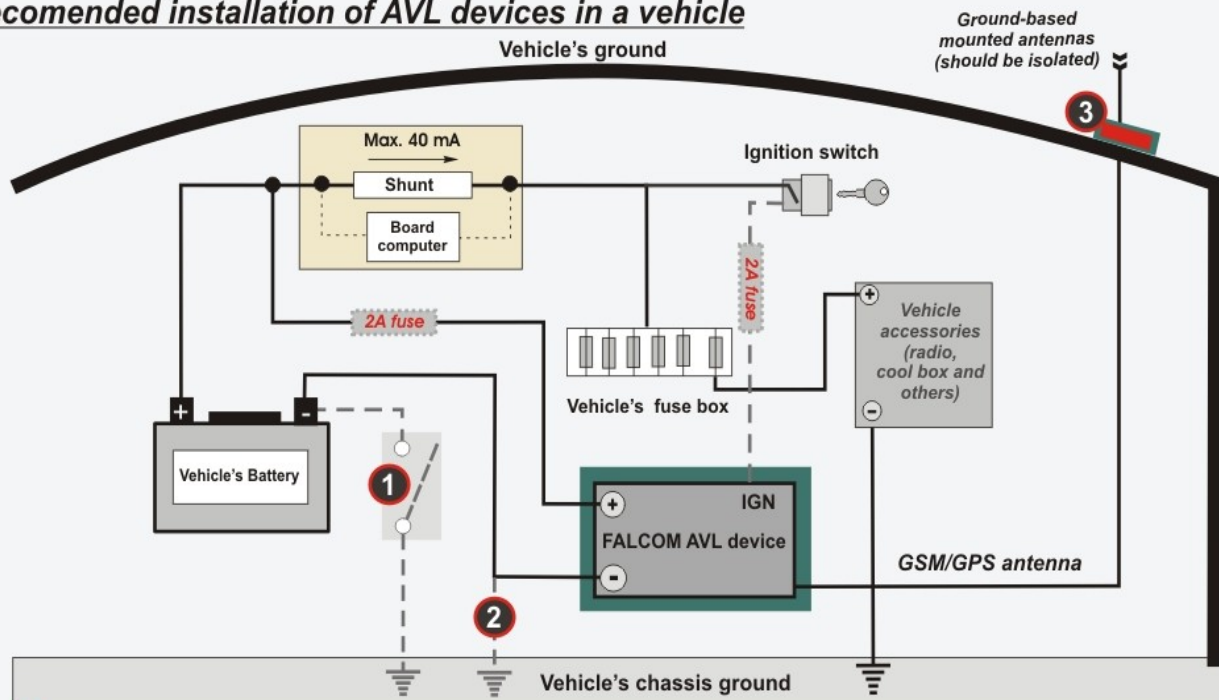 ecomended installation of AVL devices in a vehicle
Ground-based
mounted antennas
(should be isolated)
Vehicle's ground
3
Max. 40 mA
Ignition switch
Shunt
Board
computer
2A fuse
2A fuse
+
Vehicle
accessories
(radio,
cool box and
others)
-
Vehicle's fuse box
+
-
Vehicle's Battery
1
+
IGN
FALCOM AVL device
-
GSM/GPS antenna
2
Vehicle's chassis ground